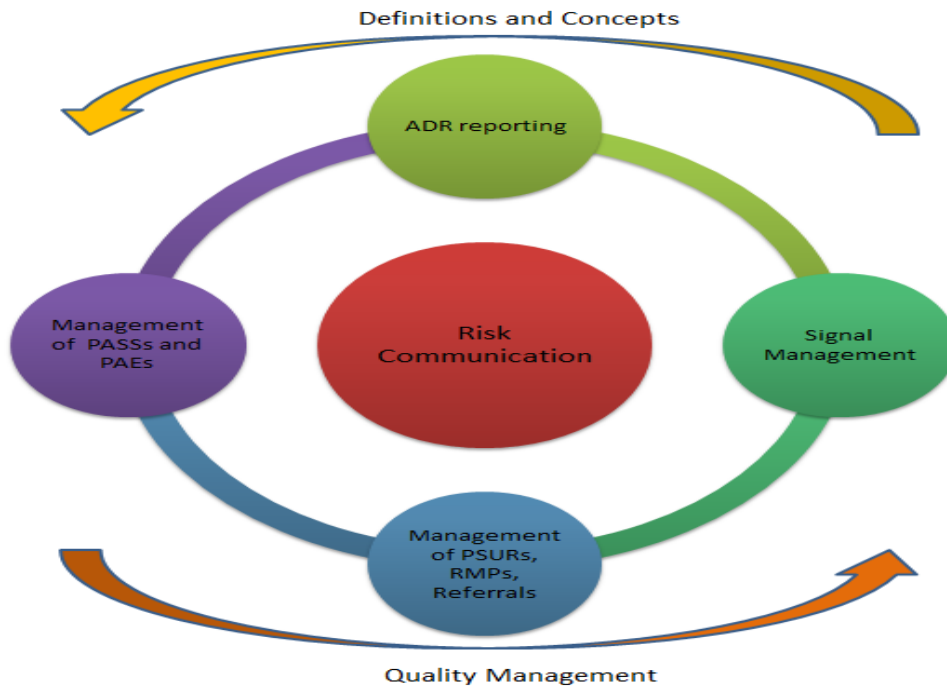 Definitions and Concepts
ADR reporting
Management
of PASSs and
PAEs
Risk
Communication
Signal
Management
Management
of PSURs,
RMPs,
Referrals
Quality Management